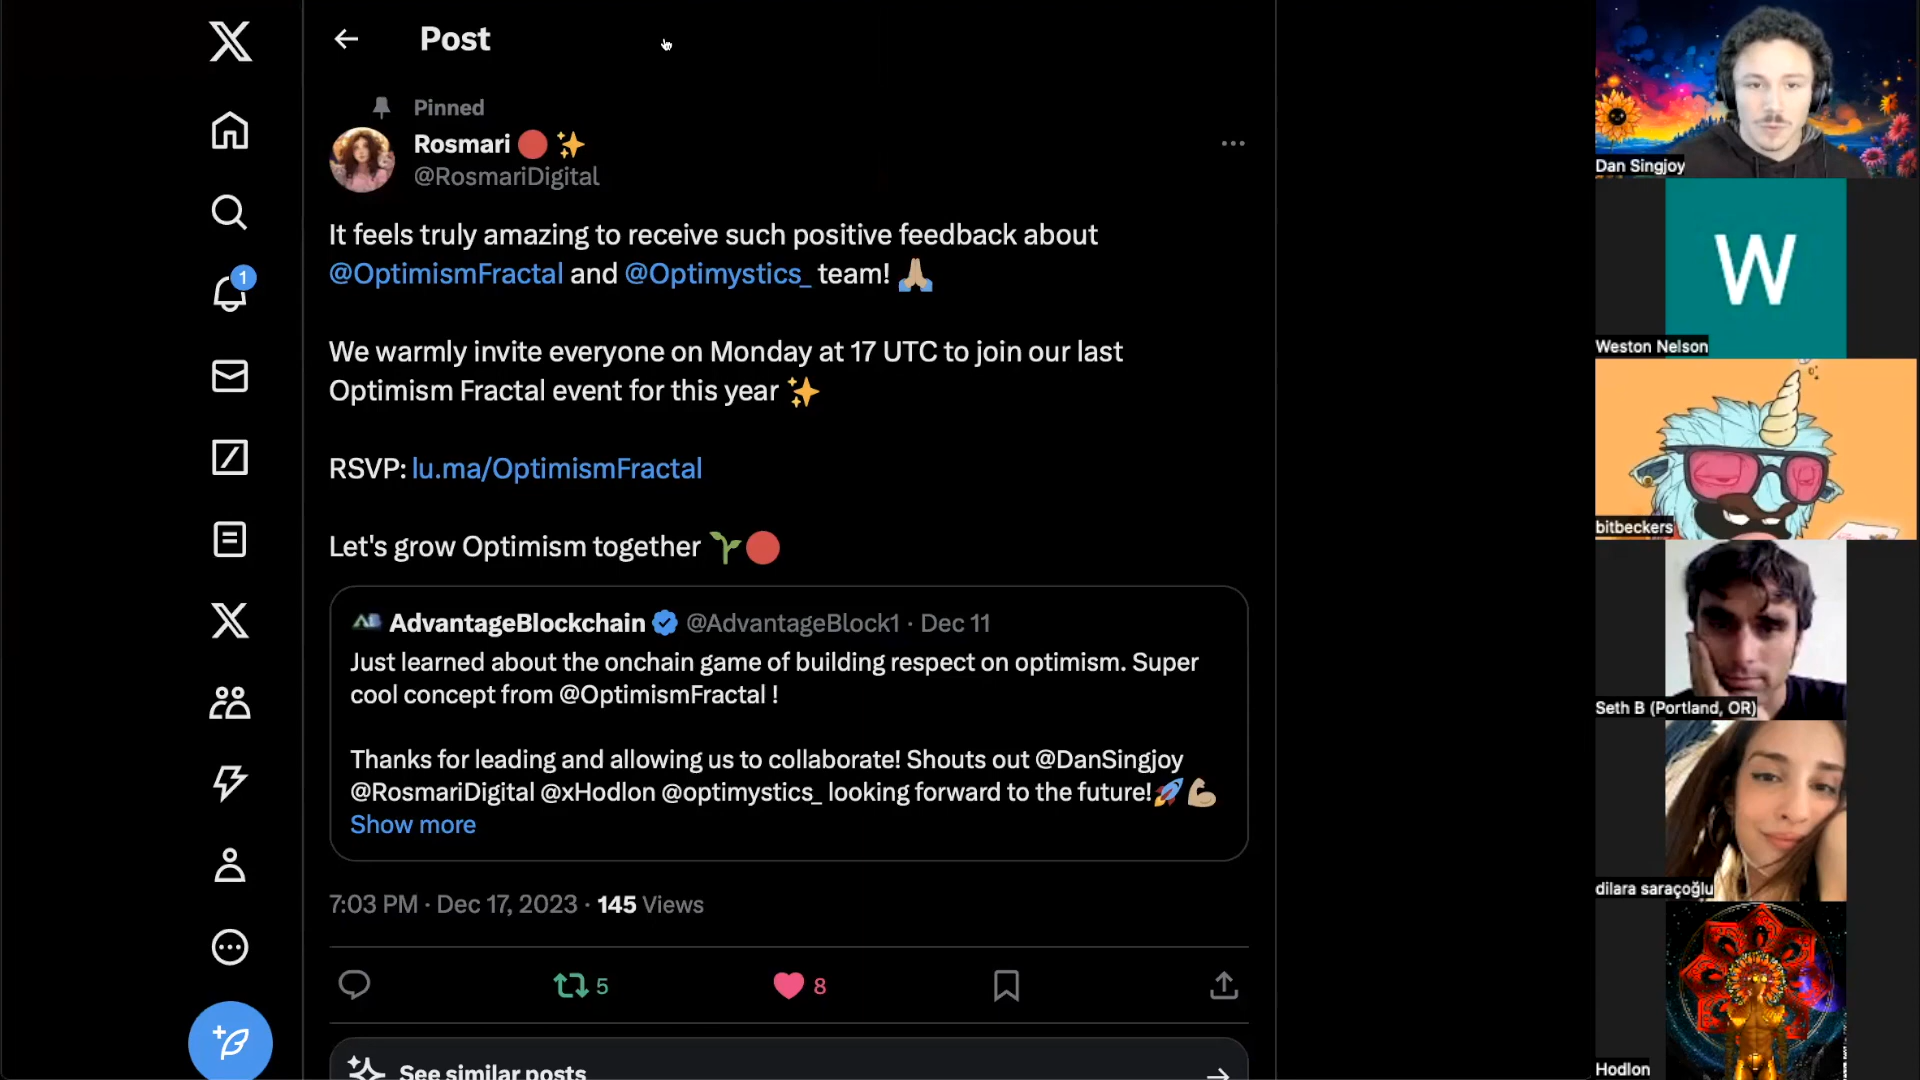 Post
Pinned
Rosmari
@RosmariDigital
It feels truly amazing to receive such positive feedback about
@OptimismFractal and @Optimystics_ team!
We warmly invite everyone on Monday at 17 UTC to join our last
Optimism Fractal event for this year
RSVP: lu.ma/OptimismFractal
Let's grow Optimism together
AdvantageBlockchain @AdvantageBlock1 · Dec 11
Just learned about the onchain game of building respect on optimism. Super
cool concept from @OptimismFractal !
Thanks for leading and allowing us to collaborate! Shouts out @DanSingjoy
@RosmariDigital @xHodlon @optimystics_ looking forward to the future!
Show more
7:03 PM · Dec 17, 2023 · 145 Views
5
8
See similar posts
1
Dan Singjoy
W
Weston Nelson
bitbeckers
Seth B (Portland, OR)
dilara saraçoğlu
Hodlon